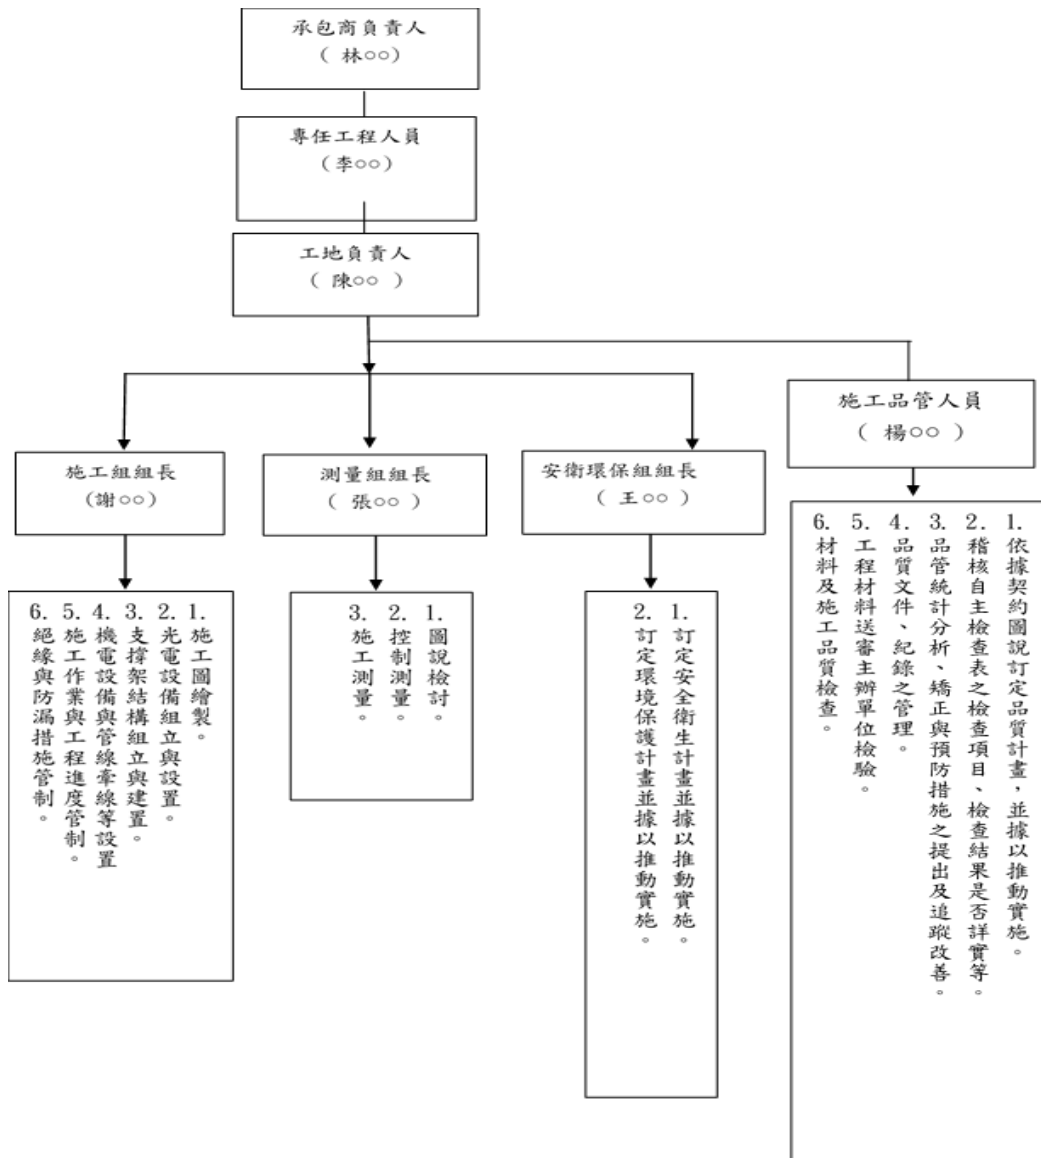 承包商負責人
( 林○○)
專任工程人員
(李○○)
工地負責人
( 陳○○ )
施工品管人員
( 楊○○ )
施工組組長
(謝○○)
測量組組長
( 張○○ )
安衛環保組組長
( 王○○ )
1.施工圖繪製。
2.光電設備組立與設置。
3.支撐架結構組立與建置。
4.機電設備與管線牽線等設置
5.施工作業與工程進度管制。
6.絕緣與防漏措施管制。
1.圖說檢討。
2.控制測量。
3.施工測量。
1.訂定安全衛生計畫並據以推動實施。
2.訂定環境保護計畫並據以推動實施。
1.依據契約圖說訂定品質計畫，並據以推動實施。
2.稽核自主檢查表之檢查項目、檢查結果是否詳實等。
3.品管統計分析、矯正與預防措施之提出及追蹤改善。
4.品質文件、紀錄之管理。
5.工程材料送審主辦單位檢驗。
6.材料及施工品質檢查。